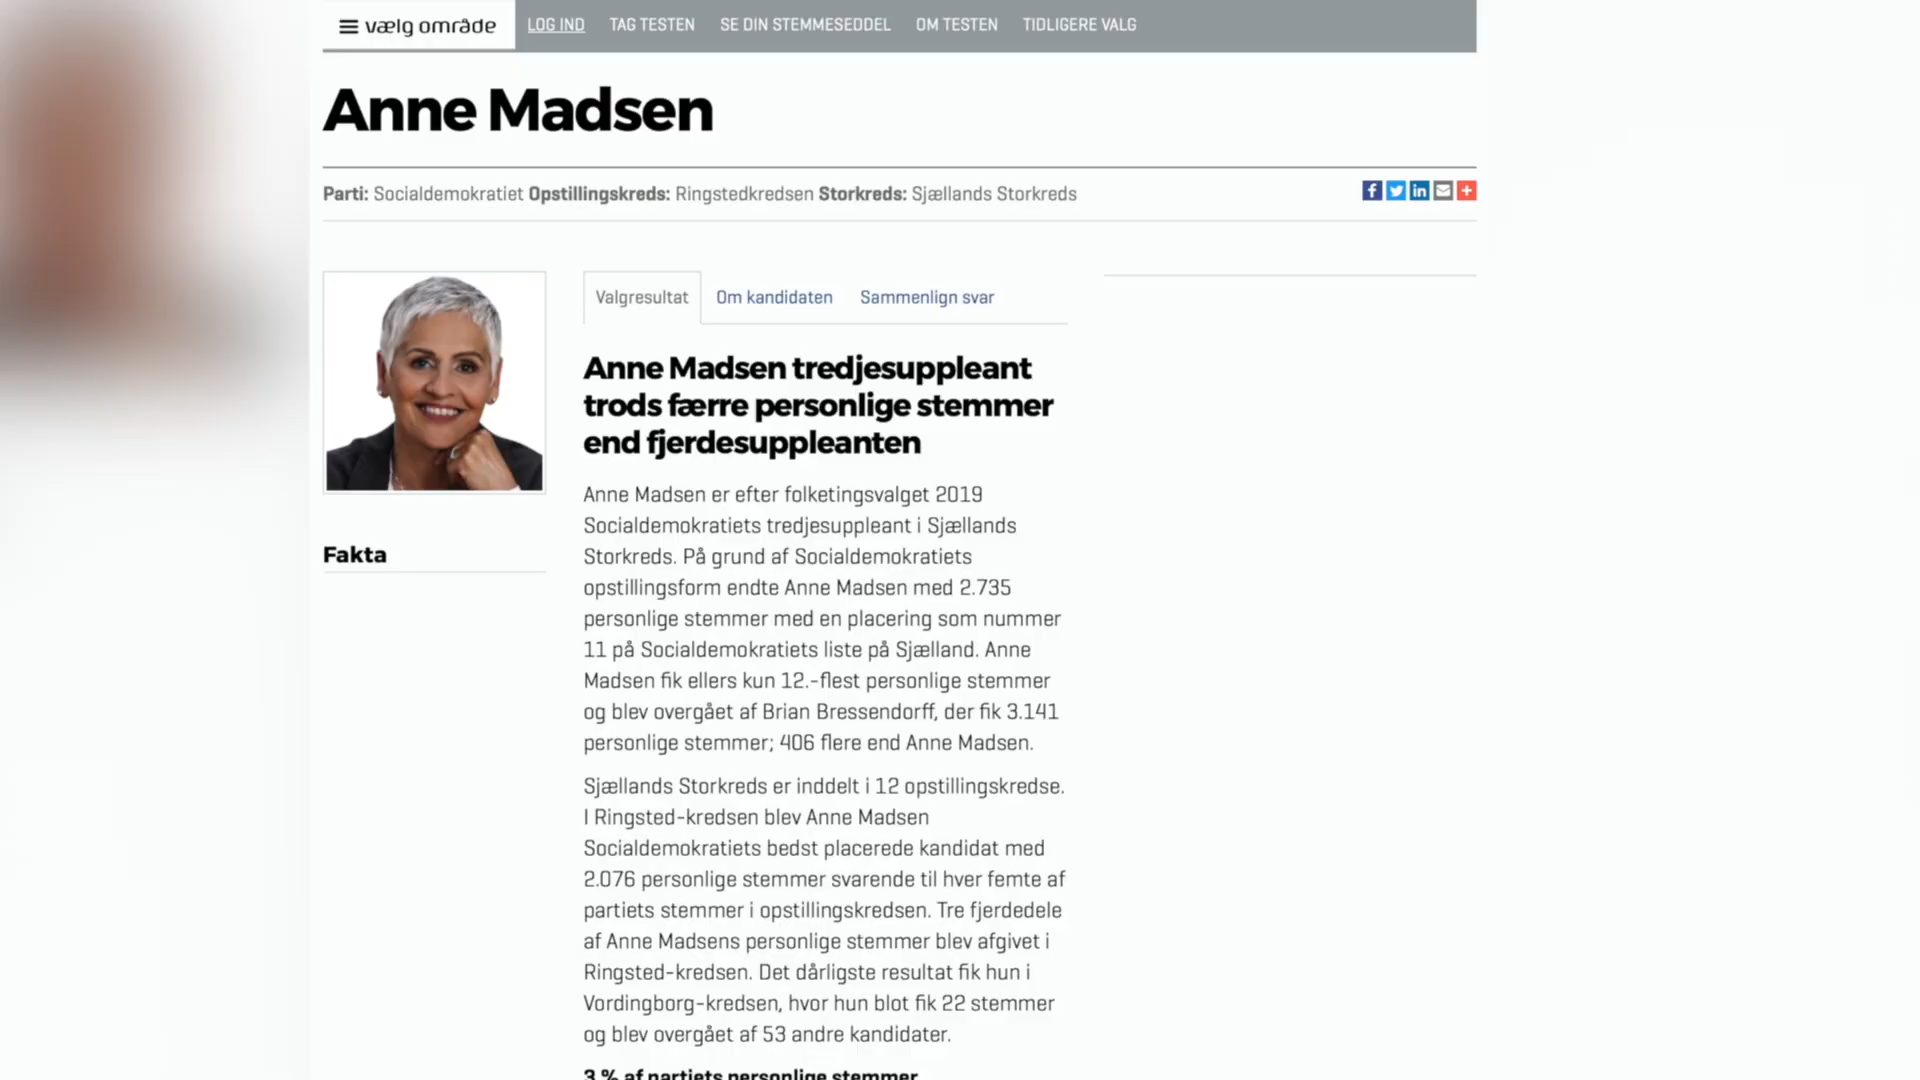 vælg område LOG IND TAG TESTEN SE DIN STEMMESEDDEL OM TESTEN TIDLIGERE VALG
Anne Madsen
Parti: Socialdemokratiet Opstillingskreds: Ringstedkredsen Storkreds: Sjællands Storkreds
Valgresultat Om kandidaten Sammenlign svar
Anne Madsen tredjesuppleant
trods færre personlige stemmer
end fjerdesuppleanten
Anne Madsen er efter folketingsvalget 2019
Socialdemokratiets tredjesuppleant i Sjællands
Storkreds. På grund af Socialdemokratiets
opstillingsform endte Anne Madsen med 2.735
personlige stemmer med en placering som nummer
11 på Socialdemokratiets liste på Sjælland. Anne
Madsen fik ellers kun 12.-flest personlige stemmer
og blev overgået af Brian Bressendorff, der fik 3.141
personlige stemmer; 406 flere end Anne Madsen.
Sjællands Storkreds er inddelt i 12 opstillingskredse.
I Ringsted-kredsen blev Anne Madsen
Socialdemokratiets bedst placerede kandidat med
2.076 personlige stemmer svarende til hver femte af
partiets stemmer i opstillingskredsen. Tre fjerdedele
af Anne Madsens personlige stemmer blev afgivet i
Ringsted-kredsen. Det dårligste resultat fik hun i
Vordingborg-kredsen, hvor hun blot fik 22 stemmer
og blev overgået af 53 andre kandidater.
3 % af partiets personlige stemmer
Fakta